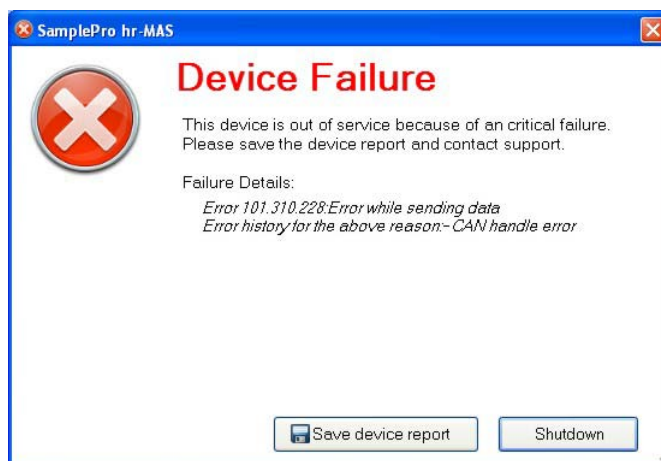 SamplePro hr-MAS
Device Failure
This device is out of service because of an critical failure.
Please save the device report and contact support.
Failure Details:
Error 101.310.228:Error while sending data
Error history for the above reason:- CAN handle error
Save device report
Shutdown